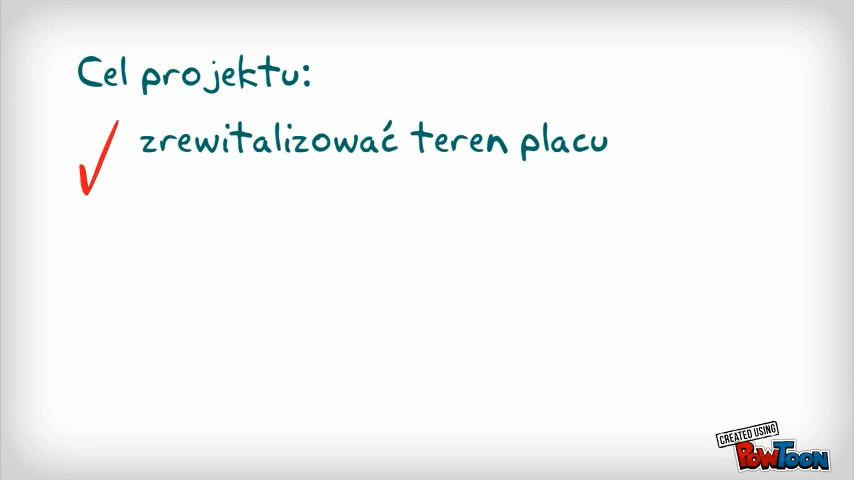 Cel projektu:
zrewitalizować teren placu
CREATED USING
POWTOON